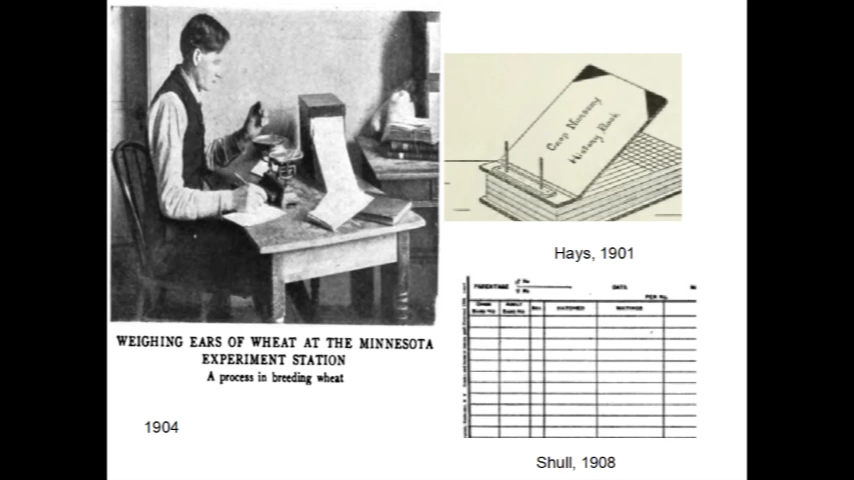 WEIGHING EARS OF WHEAT AT THE MINNESOTA
EXPERIMENT STATION
A process in breeding wheat
1904
Crop Nursery
History Book
Hays, 1901
PARENTAGE
DATE
PER No.
HATCHED
MATINGS
Shull, 1908